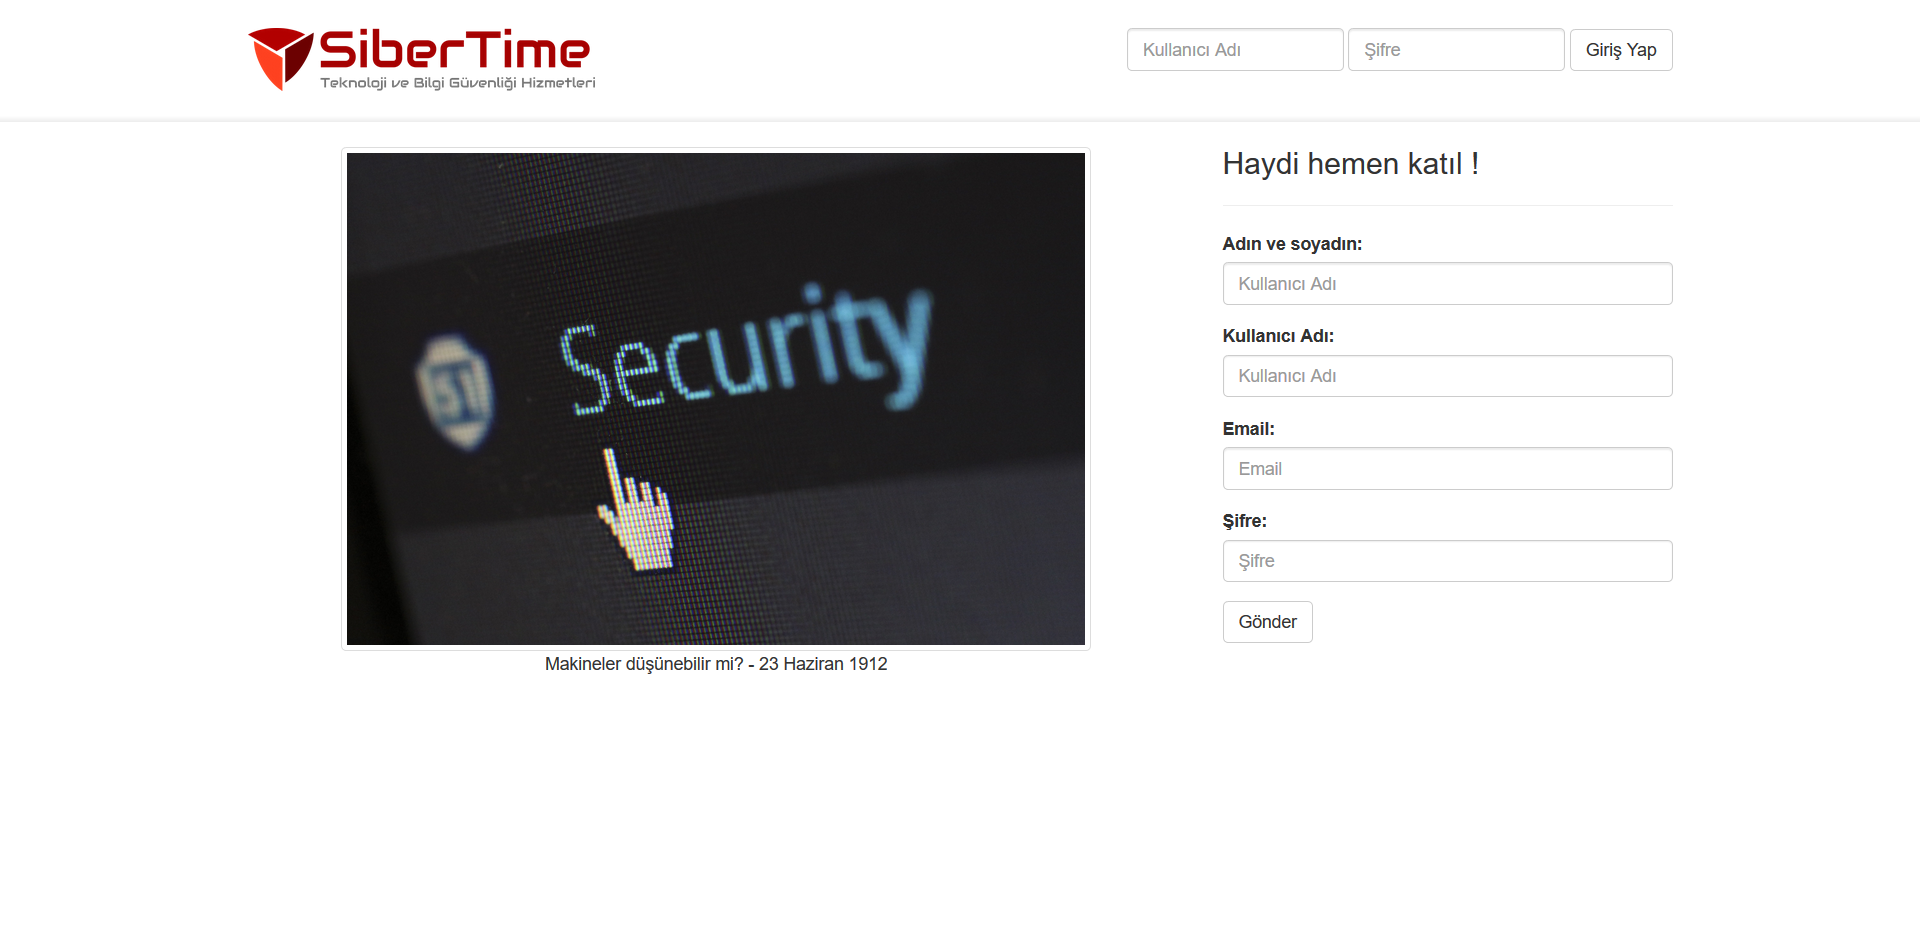 SiberTime
Teknoloji ve Bilgi Güvenliği Hizmetleri
Kullanıcı Adı
Şifre
Giriş Yap
Security
Makineler düşünebilir mi? - 23 Haziran 1912
Haydi hemen katıl !
Adın ve soyadın:
Kullanıcı Adı
Kullanıcı Adı:
Kullanıcı Adı
Email:
Email
Şifre:
Şifre
Gönder